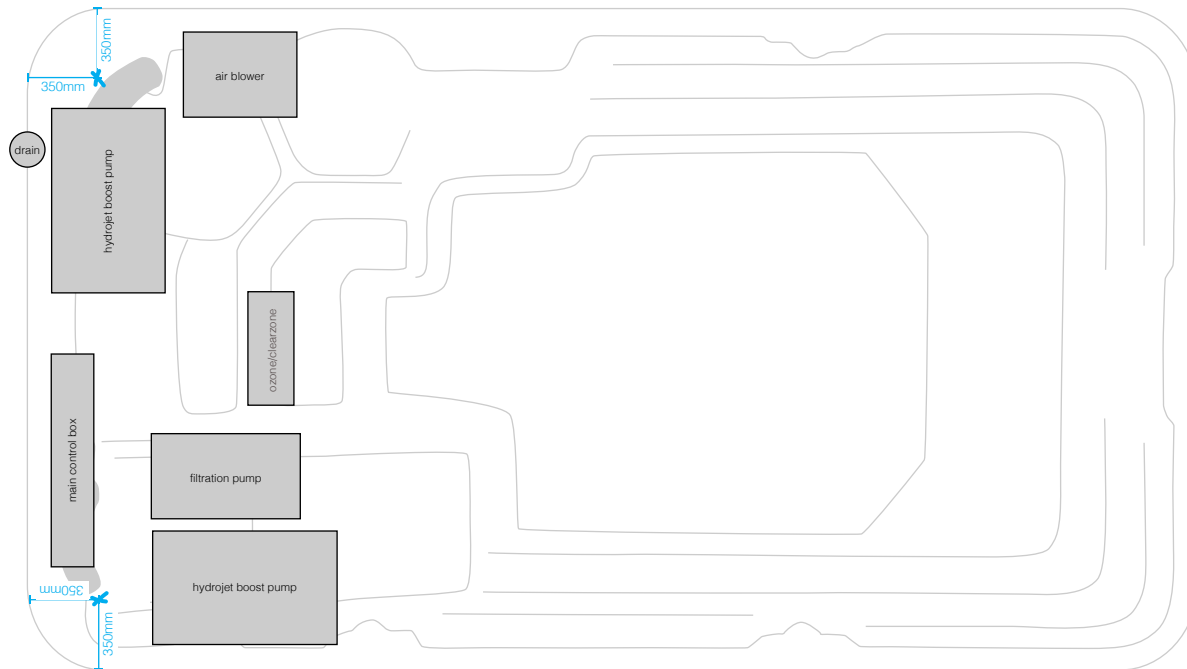 350mm
350mm
air blower
drain
hydrojet boost pump
ozone/clearzone
main control box
filtration pump
hydrojet boost pump
350mm
350mm